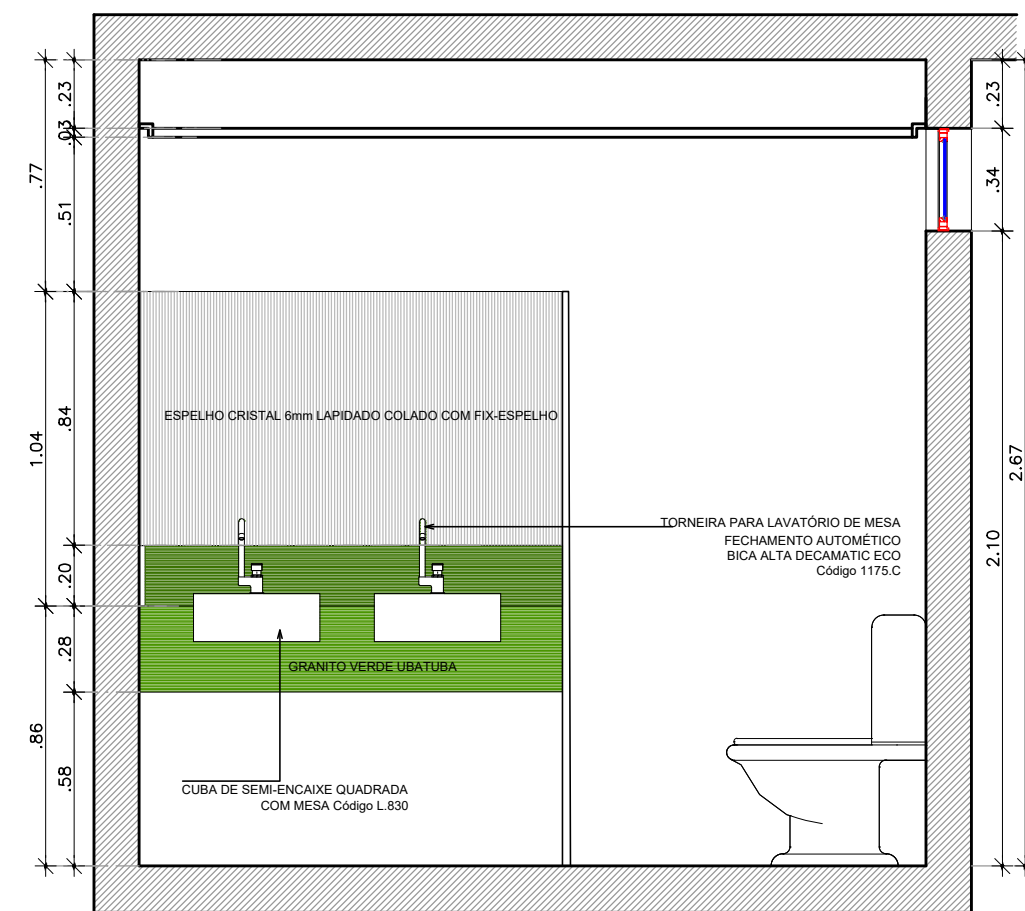 .23
.03
.77
.51
.23
.34
ESPELHO CRISTAL 6mm LAPIDADO COLADO COM FIX-ESPELHO
.84
1.04
2.67
TORNEIRA PARA LAVATÓRIO DE MESA
FECHAMENTO AUTOMÉTICO
BICA ALTA DECAMATIC ECO
Código 1175.C
2.10
.20
.28
GRANITO VERDE UBATUBA
.86
.58
CUBA DE SEMI-ENCAIXE QUADRADA
COM MESA Código L.830